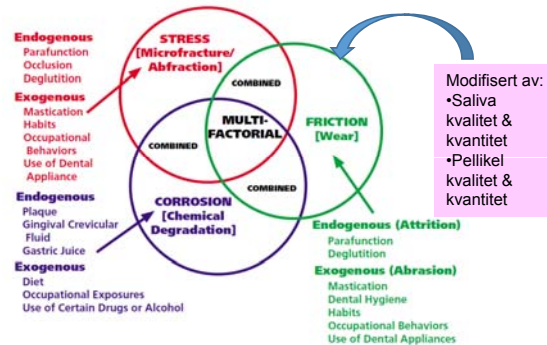 Endogenous
Parafunction
Occlusion
Deglutition
Exogenous
Mastication
Habits
Occupational
Behaviors
Use of Dental
Appliance
STRESS
[Microfracture/
Abfraction]
COMBINED
MULTI-
FACTORIAL
FRICTION
[Wear]
COMBINED
COMBINED
CORROSION
[Chemical
Degradation]
Endogenous
Plaque
Gingival Crevicular
Fluid
Gastric Juice
Exogenous
Diet
Occupational Exposures
Use of Certain Drugs or Alcohol
Endogenous (Attrition)
Parafunction
Deglutition
Exogenous (Abrasion)
Mastication
Dental Hygiene
Habits
Occupational Behaviors
Use of Dental Appliances
Modifisert av:
•Saliva
kvalitet &
kvantitet
•Pellikel
kvalitet &
kvantitet